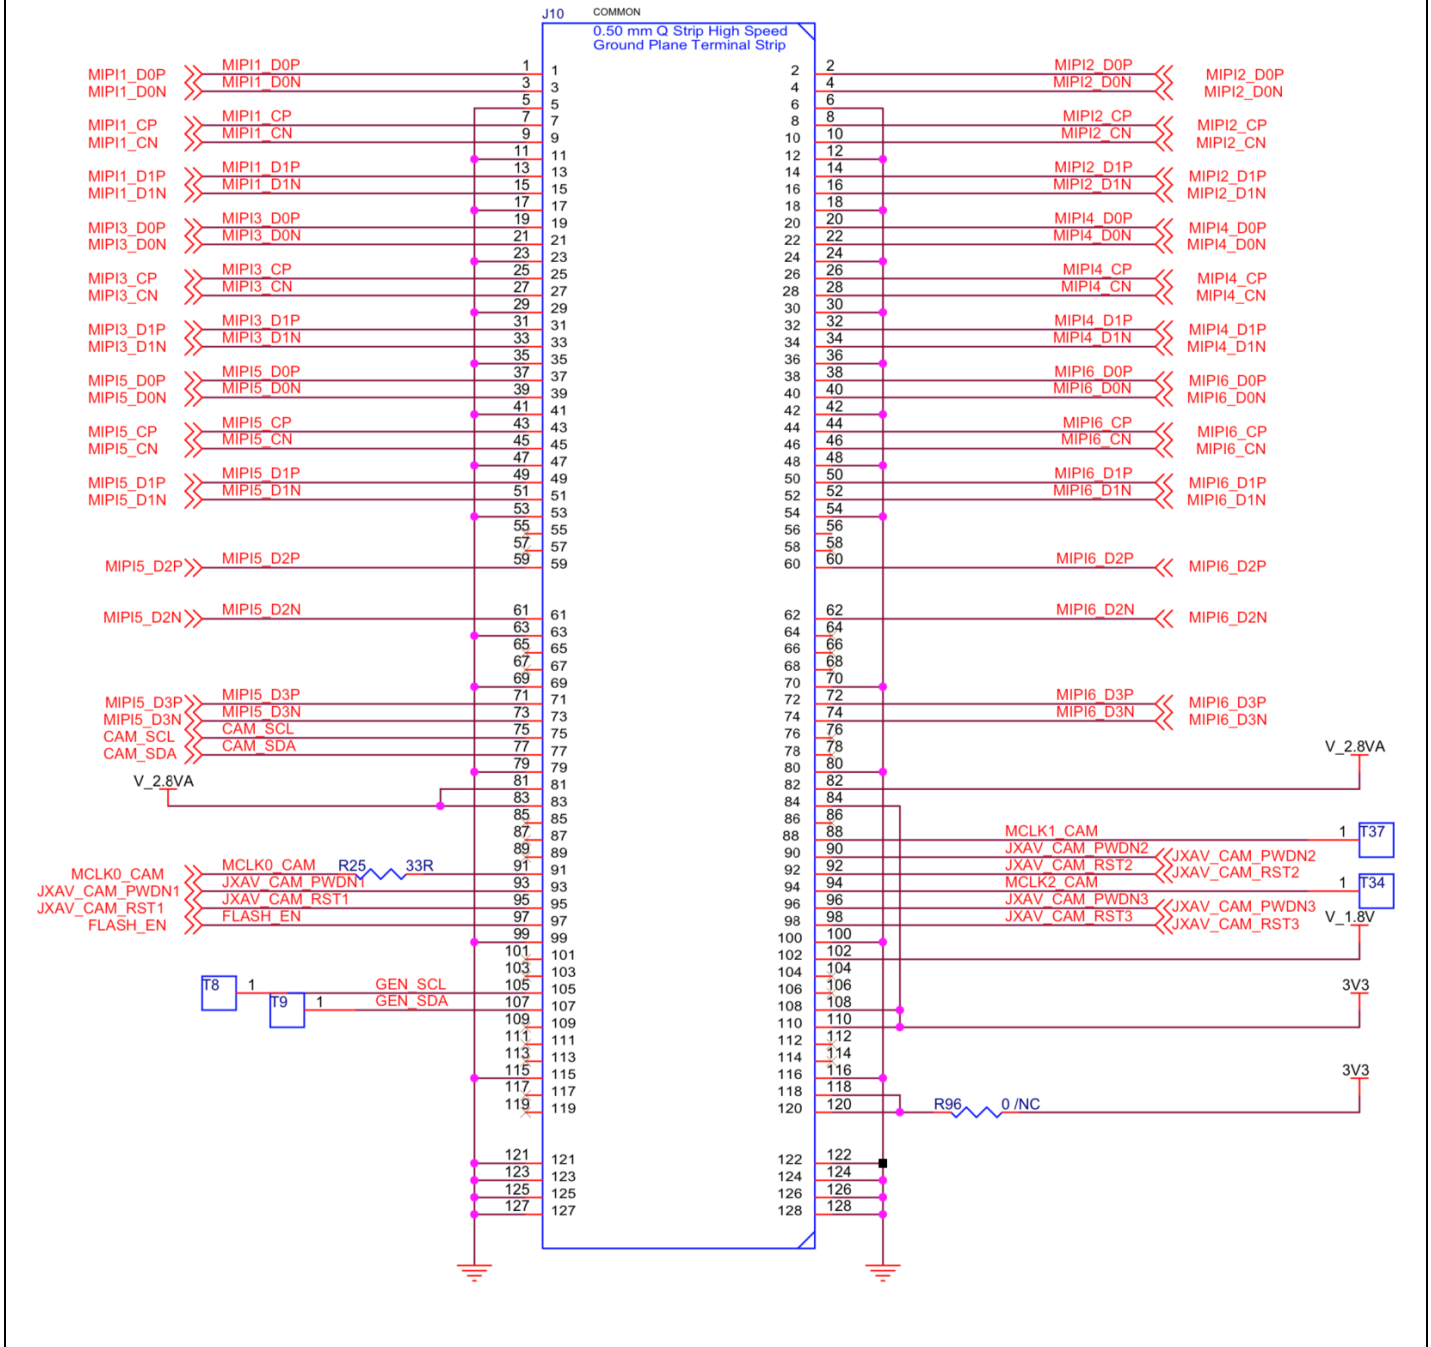 J10 COMMON
0.50 mm Q Strip High Speed
Ground Plane Terminal Strip
MIPI1_D0P MIPI1_D0P 1 1 2 2 MIPI2_D0P MIPI2_D0P
MIPI1_D0N MIPI1_D0N 3 3 4 4 MIPI2_D0N MIPI2_D0N
5 5 6 6
MIPI1_CP MIPI1_CP 7 7 8 8 MIPI2_CP MIPI2_CP
MIPI1_CN MIPI1_CN 9 9 10 10 MIPI2_CN MIPI2_CN
11 11 12 12
MIPI1_D1P MIPI1_D1P 13 13 14 14 MIPI2_D1P MIPI2_D1P
MIPI1_D1N MIPI1_D1N 15 15 16 16 MIPI2_D1N MIPI2_D1N
17 17 18 18
MIPI3_D0P MIPI3_D0P 19 19 20 20 MIPI4_D0P MIPI4_D0P
MIPI3_D0N MIPI3_D0N 21 21 22 22 MIPI4_D0N MIPI4_D0N
23 23 24 24
MIPI3_CP MIPI3_CP 25 25 26 26 MIPI4_CP MIPI4_CP
MIPI3_CN MIPI3_CN 27 27 28 28 MIPI4_CN MIPI4_CN
29 29 30 30
MIPI3_D1P MIPI3_D1P 31 31 32 32 MIPI4_D1P MIPI4_D1P
MIPI3_D1N MIPI3_D1N 33 33 34 34 MIPI4_D1N MIPI4_D1N
35 35 36 36
MIPI5_D0P MIPI5_D0P 37 37 38 38 MIPI6_D0P MIPI6_D0P
MIPI5_D0N MIPI5_D0N 39 39 40 40 MIPI6_D0N MIPI6_D0N
41 41 42 42
MIPI5_CP MIPI5_CP 43 43 44 44 MIPI6_CP MIPI6_CP
MIPI5_CN MIPI5_CN 45 45 46 46 MIPI6_CN MIPI6_CN
47 47 48 48
MIPI5_D1P MIPI5_D1P 49 49 50 50 MIPI6_D1P MIPI6_D1P
MIPI5_D1N MIPI5_D1N 51 51 52 52 MIPI6_D1N MIPI6_D1N
53 53 54 54
55 55 56 56
57 57 58 58
MIPI5_D2P MIPI5_D2P 59 59 60 60 MIPI6_D2P MIPI6_D2P
MIPI5_D2N MIPI5_D2N 61 61 62 62 MIPI6_D2N MIPI6_D2N
63 63 64 64
65 65 66 66
67 67 68 68
69 69 70 70
MIPI5_D3P MIPI5_D3P 71 71 72 72 MIPI6_D3P MIPI6_D3P
MIPI5_D3N MIPI5_D3N 73 73 74 74 MIPI6_D3N MIPI6_D3N
CAM_SCL CAM_SCL 75 75 76 76
CAM_SDA CAM_SDA 77 77 78 78 V_2.8VA
79 79 80 80
V_2.8VA 81 81 82 82
83 83 84 84
85 85 86 86
87 87 88 88 MCLK1_CAM 1 T37
89 89 90 90 JXAV_CAM_PWDN2 JXAV_CAM_PWDN2
MCLK0_CAM MCLK0_CAM R25 33R 91 91 92 92 JXAV_CAM_RST2 JXAV_CAM_RST2
JXAV_CAM_PWDN1 JXAV_CAM_PWDN1 93 93 94 94 MCLK2_CAM 1 T34
JXAV_CAM_RST1 JXAV_CAM_RST1 95 95 96 96 JXAV_CAM_PWDN3 JXAV_CAM_PWDN3
FLASH_EN FLASH_EN 97 97 98 98 JXAV_CAM_RST3 JXAV_CAM_RST3 V_1.8V
99 99 100 100
101 101 102 102
103 103 104 104
T8 1 GEN_SCL 105 105 106 106 3V3
T9 1 GEN_SDA 107 107 108 108
109 109 110 110
111 111 112 112
113 113 114 114
115 115 116 116 3V3
117 117 118 118
119 119 120 120 R96 0 /NC
121 121 122 122
123 123 124 124
125 125 126 126
127 127 128 128